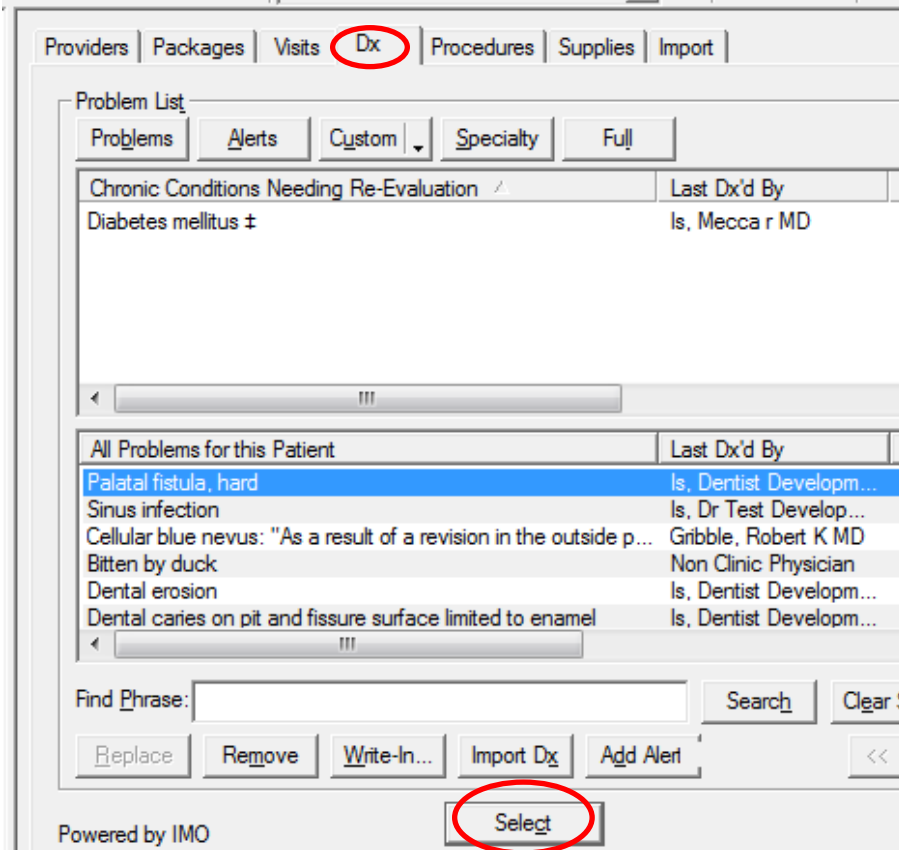 Providers Packages Visits Dx Procedures Supplies Import
Problem List
Problems Alerts Custom Specialty Full
Chronic Conditions Needing Re-Evaluation Last Dx'd By
Diabetes mellitus ‡ Is, Mecca r MD
All Problems for this Patient Last Dx'd By
Palatal fistula, hard Is, Dentist Developm...
Sinus infection Is, Dr Test Develop...
Cellular blue nevus: "As a result of a revision in the outside p... Gribble, Robert K MD
Bitten by duck Non Clinic Physician
Dental erosion Is, Dentist Developm...
Dental caries on pit and fissure surface limited to enamel Is, Dentist Developm...
Find Phrase: Search Clear
Replace Remove Write-In... Import Dx Add Alert <<
Select
Powered by IMO